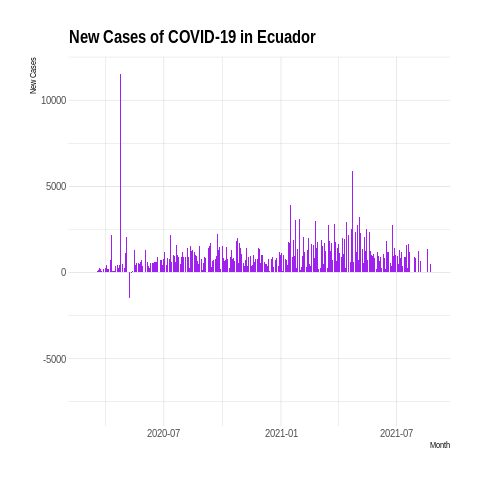 New Cases of COVID-19 in Ecuador
New Cases
10000
5000
0
-5000
2020-07
2021-01
2021-07
Month